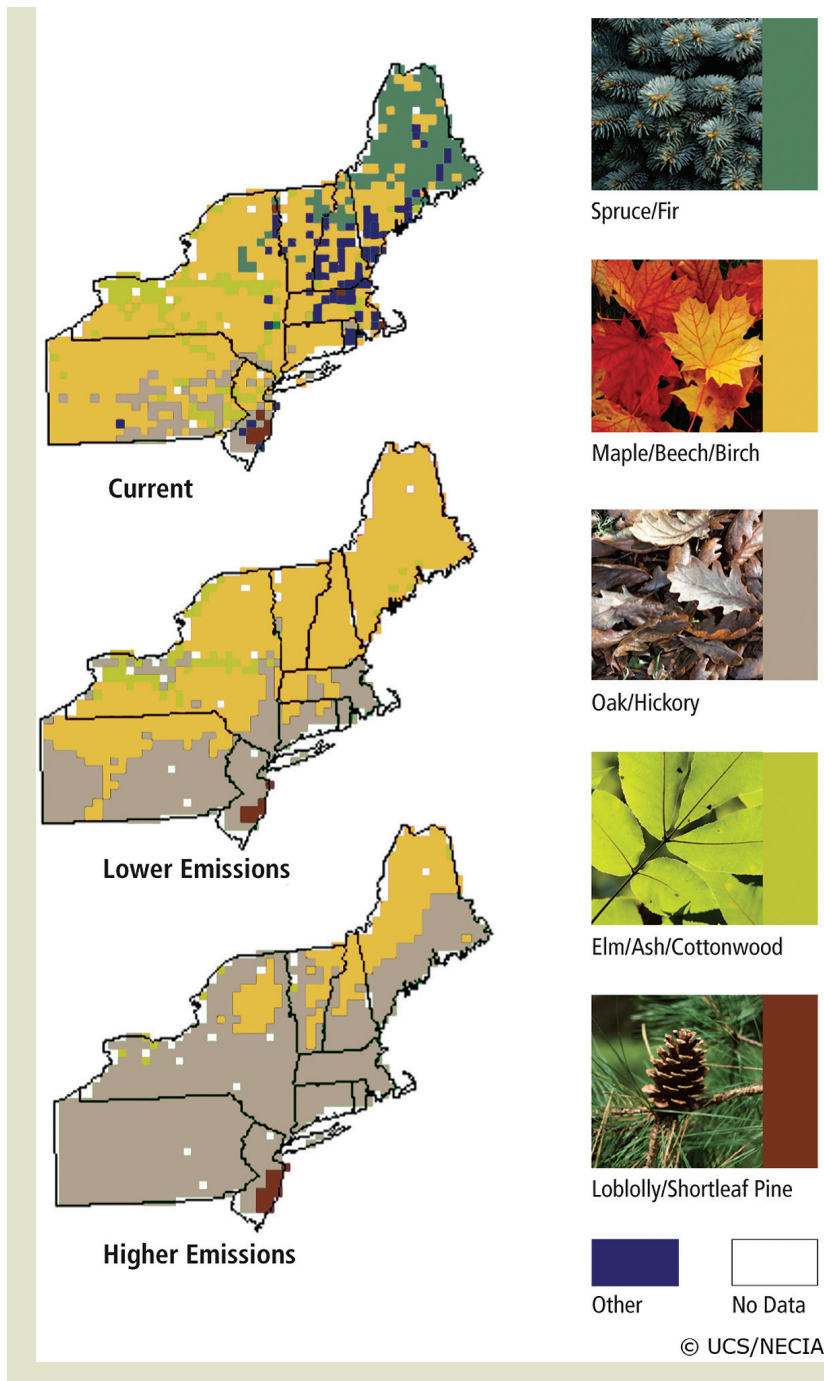 Spruce/Fir
Maple/Beech/Birch
Current
Oak/Hickory
Lower Emissions
Elm/Ash/Cottonwood
Loblolly/Shortleaf Pine
Higher Emissions
Other
No Data
© UCS/NECIA